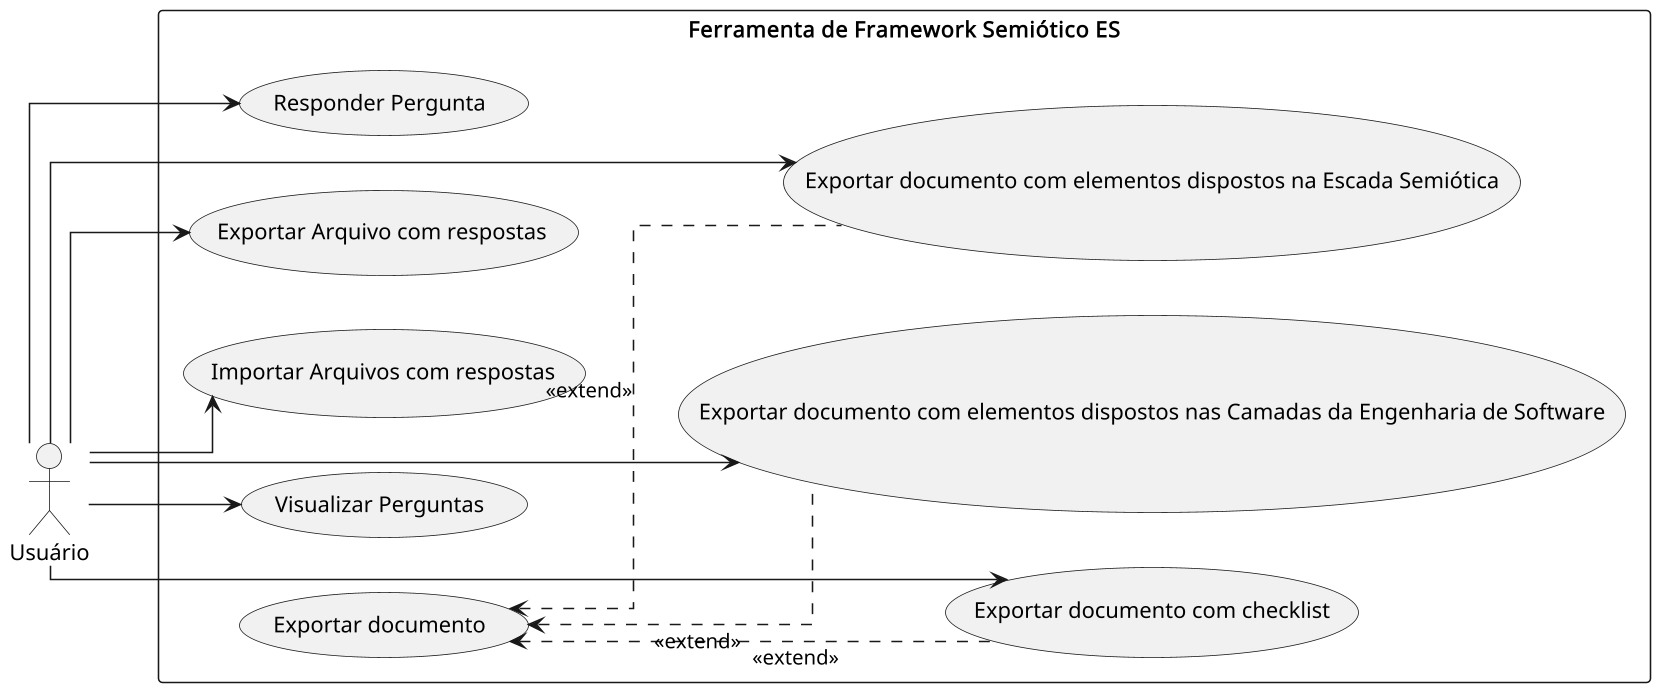 Ferramenta de Framework Semiótico ES
Responder Pergunta
Exportar documento com elementos dispostos na Escada Semiótica
Exportar Arquivo com respostas
Importar Arquivos com respostas
«extend»
Exportar documento com elementos dispostos nas Camadas da Engenharia de Software
Visualizar Perguntas
Usuário
Exportar documento com checklist
Exportar documento
«extend»
«extend»